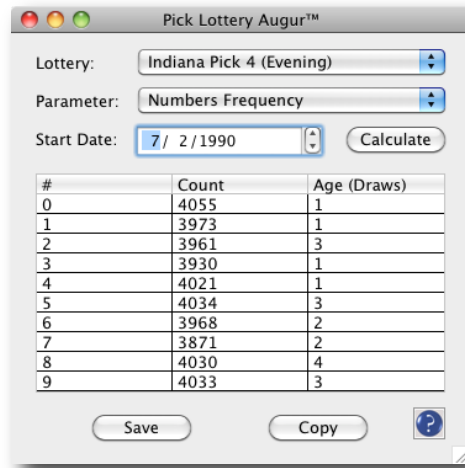 Pick Lottery Augur™
Lottery: Indiana Pick 4 (Evening)
Parameter: Numbers Frequency
Start Date: 7/ 2/1990 Calculate
# Count Age (Draws)
0 4055 1
1 3973 1
2 3961 3
3 3930 1
4 4021 1
5 4034 3
6 3968 2
7 3871 2
8 4030 4
9 4033 3
Save Copy ?